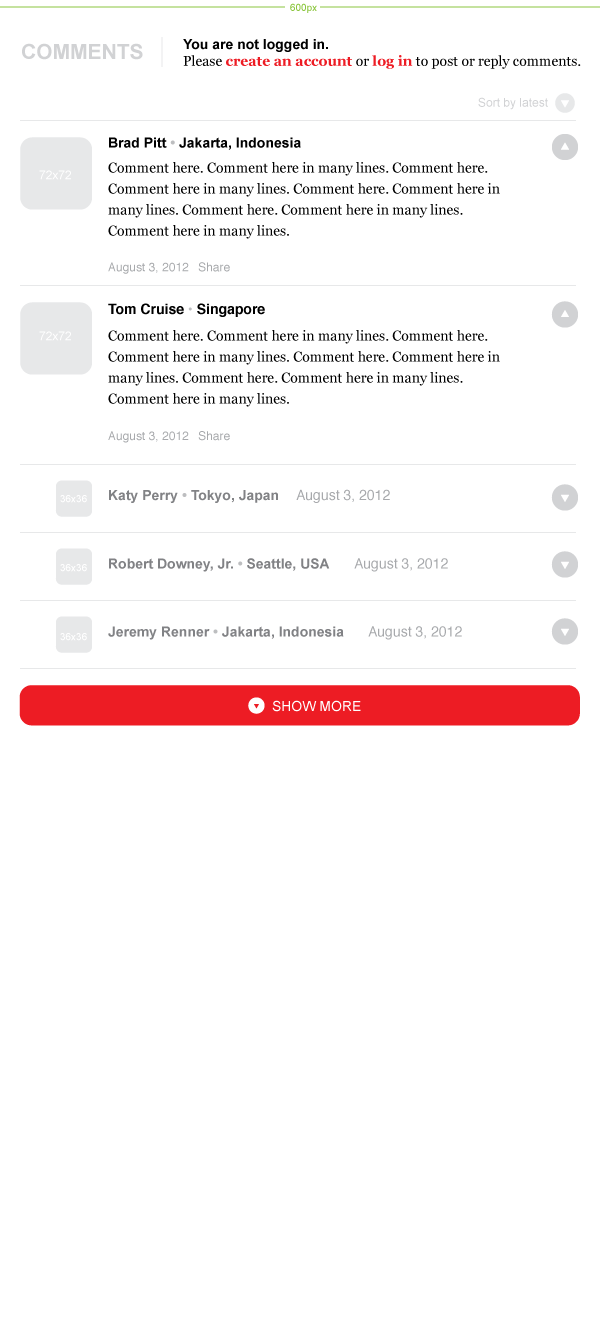 600px
COMMENTS
You are not logged in.
Please create an account or log in to post or reply comments.
Sort by latest
72x72
Brad Pitt • Jakarta, Indonesia
Comment here. Comment here in many lines. Comment here.
Comment here in many lines. Comment here. Comment here in
many lines. Comment here. Comment here in many lines.
Comment here in many lines.
August 3, 2012 Share
72x72
Tom Cruise • Singapore
Comment here. Comment here in many lines. Comment here.
Comment here in many lines. Comment here. Comment here in
many lines. Comment here. Comment here in many lines.
Comment here in many lines.
August 3, 2012 Share
36x36 Katy Perry • Tokyo, Japan August 3, 2012
36x36 Robert Downey, Jr. • Seattle, USA August 3, 2012
36x36 Jeremy Renner • Jakarta, Indonesia August 3, 2012
SHOW MORE